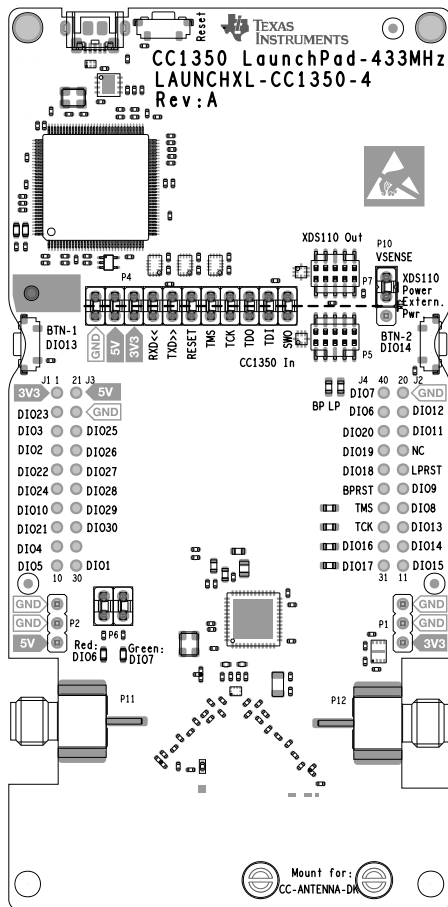 Reset
TEXAS
INSTRUMENTS
CC1350 LaunchPad-433MHz
LAUNCHXL-CC1350-4
Rev:A
XDS110 Out
P10
VSENSE
XDS110
Power
Extern.
Pwr
P7
P4
BTN-1
DIO13
BTN-2
DIO14
GND
5V
3V3
RXD<<
TXD>>
RESET
TMS
TCK
TDO
TDI
SWO
CC1350 In
P5
BP LP
J1 1 21 J3
3V3 5V
DIO23 GND
DIO3 DIO25
DIO2 DIO26
DIO22 DIO27
DIO24 DIO28
DIO10 DIO29
DIO21 DIO30
DIO4
DIO5 DIO1
10 30
J4 40 20 J2
DIO7 GND
DIO6 DIO12
DIO20 DIO11
DIO19 NC
DIO18 LPRST
BPRST DIO9
TMS DIO8
TCK DIO13
DIO16 DIO14
DIO17 DIO15
31 11
GND
GND P2
5V
P6
Red:
DIO6
Green:
DIO7
GND
P1 GND
3V3
P11
P12
Mount for:
CC-ANTENNA-DK